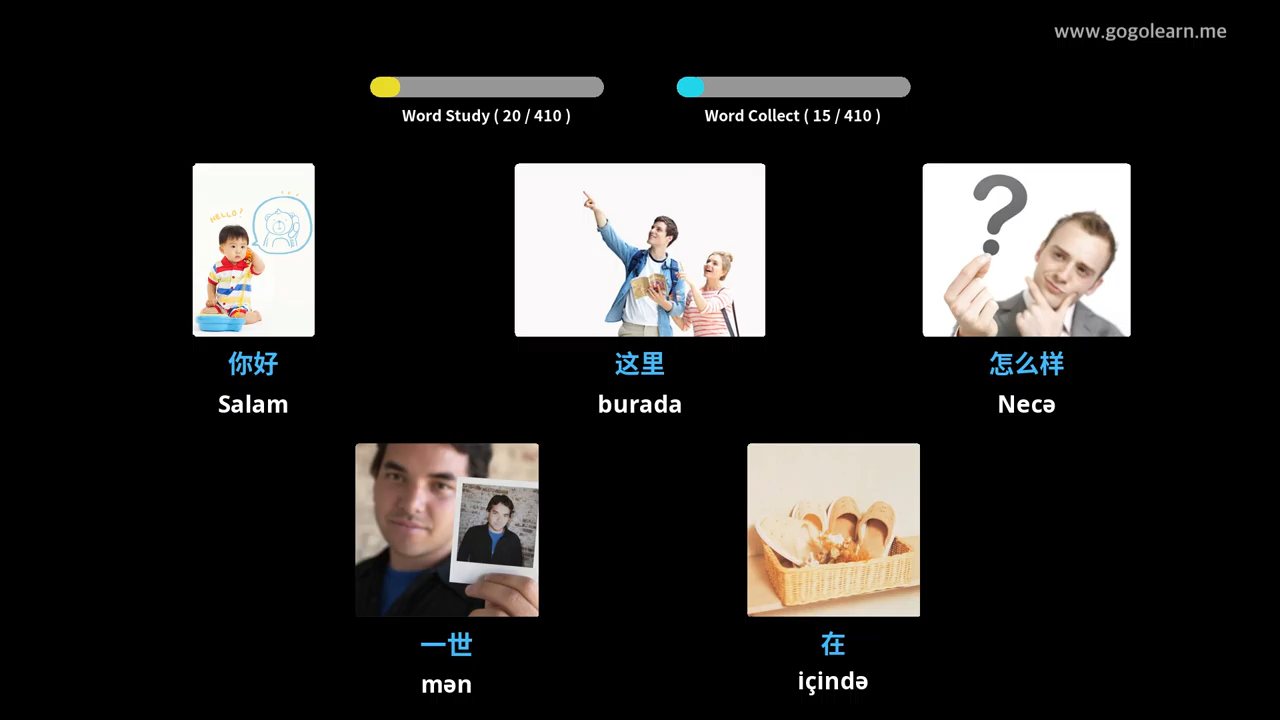 www.gogolearn.me
Word Study ( 20 / 410 )
Word Collect ( 15 / 410 )
HELLO?
你好
这里
怎么样
Salam
burada
Necə
?
一世
在
mən
içində